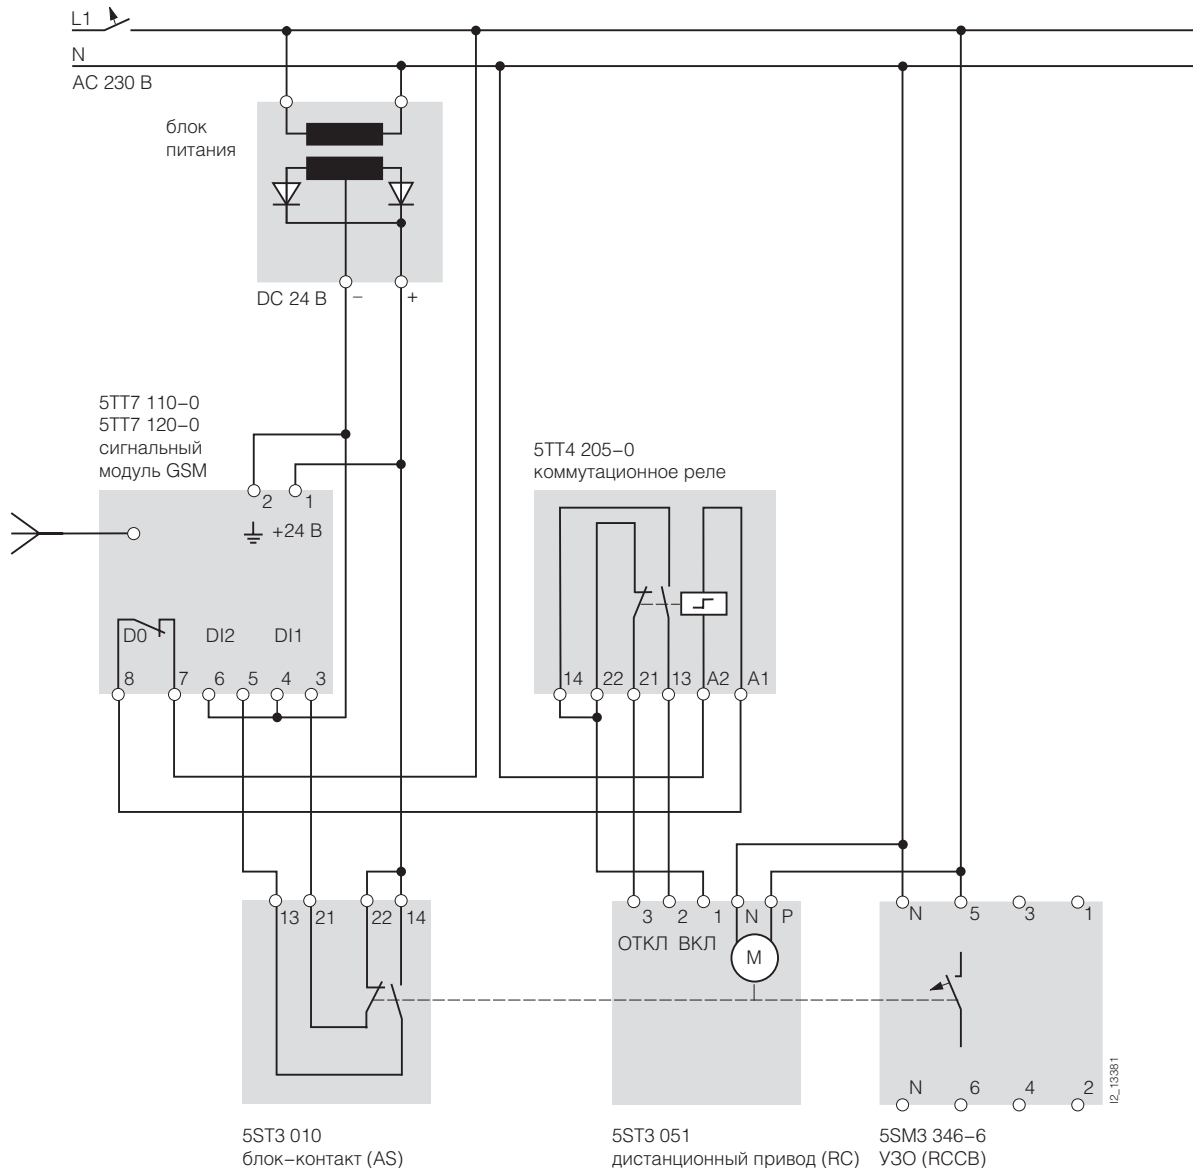 L1
N
AC 230 В
блок
питания
DC 24 В − +
5TT7 110−0
5TT7 120−0
сигнальный
модуль GSM
2 1
+24 В
D0 DI2 DI1
8 7 6 5 4 3
5TT4 205−0
коммутационное реле
14 22 21 13 A2 A1
13 21 22 14
3 2 1 N P
ОТКЛ ВКЛ
M
N 5 3 1
N 6 4 2
I2_13381
5ST3 010
блок−контакт (AS)
5ST3 051
дистанционный привод (RC)
5SM3 346−6
УЗО (RCCB)